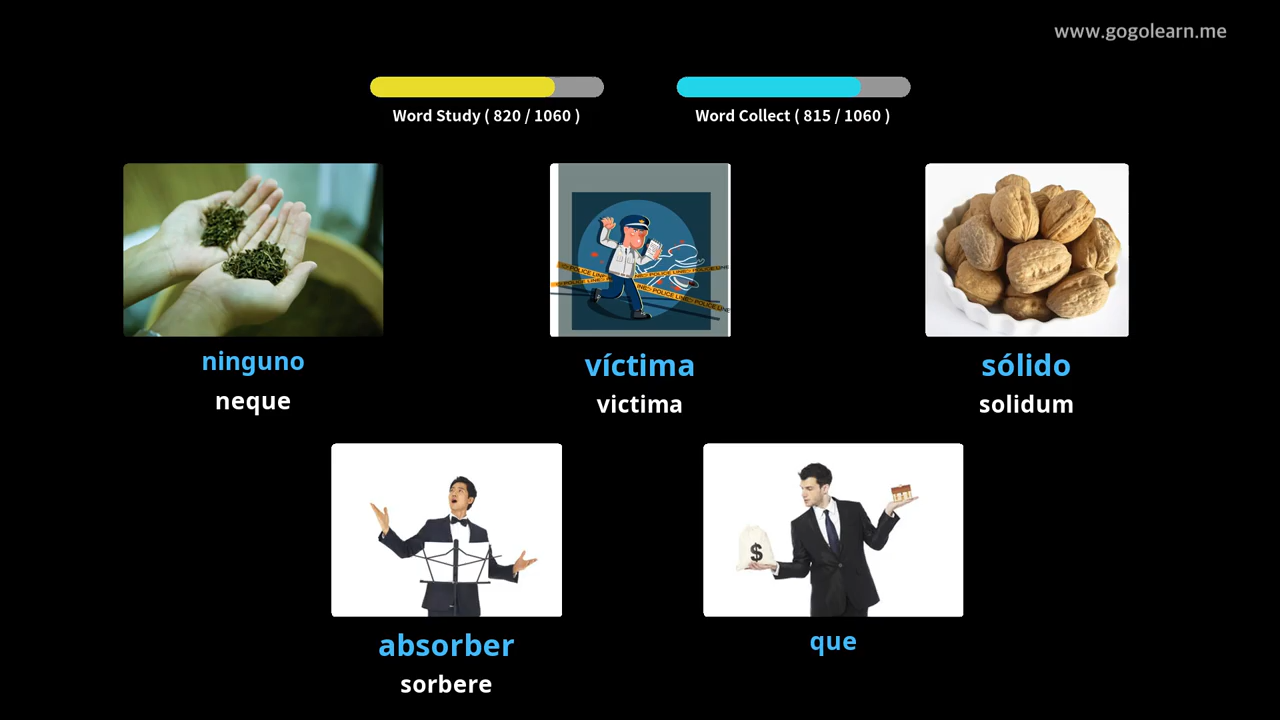 www.gogolearn.me
Word Study ( 820 / 1060 )
Word Collect ( 815 / 1060 )
ninguno
neque
víctima
victima
sólido
solidum
$
absorber
sorbere
que